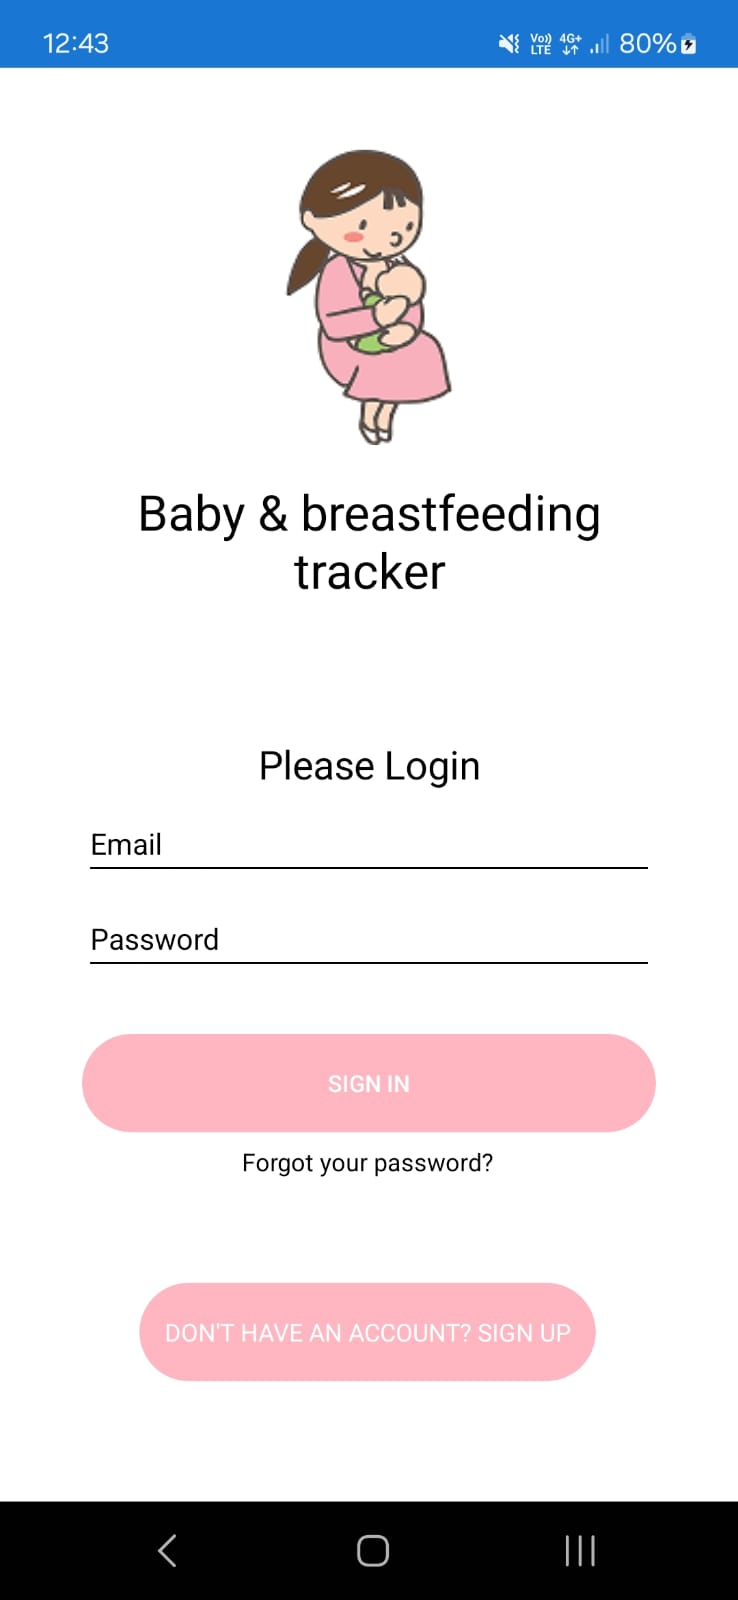 12:43
Vo)) LTE 4G+ 80%
Baby & breastfeeding
tracker
Please Login
Email
Password
SIGN IN
Forgot your password?
DON'T HAVE AN ACCOUNT? SIGN UP